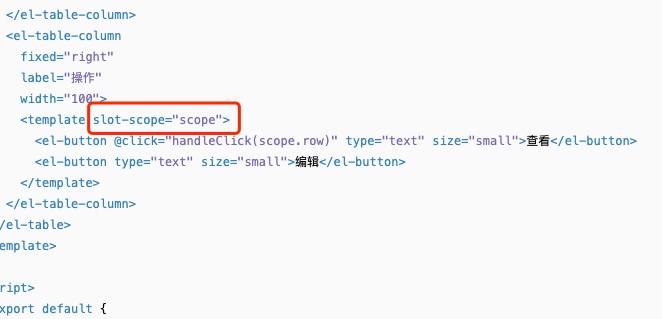 </el-table-column>
<el-table-column
fixed="right"
label="操作"
width="100">
<template slot-scope="scope">
<el-button @click="handleClick(scope.row)" type="text" size="small">查看</el-button>
<el-button type="text" size="small">编辑</el-button>
</template>
</el-table-column>
/el-table>
emplate>
ript>
xport default {